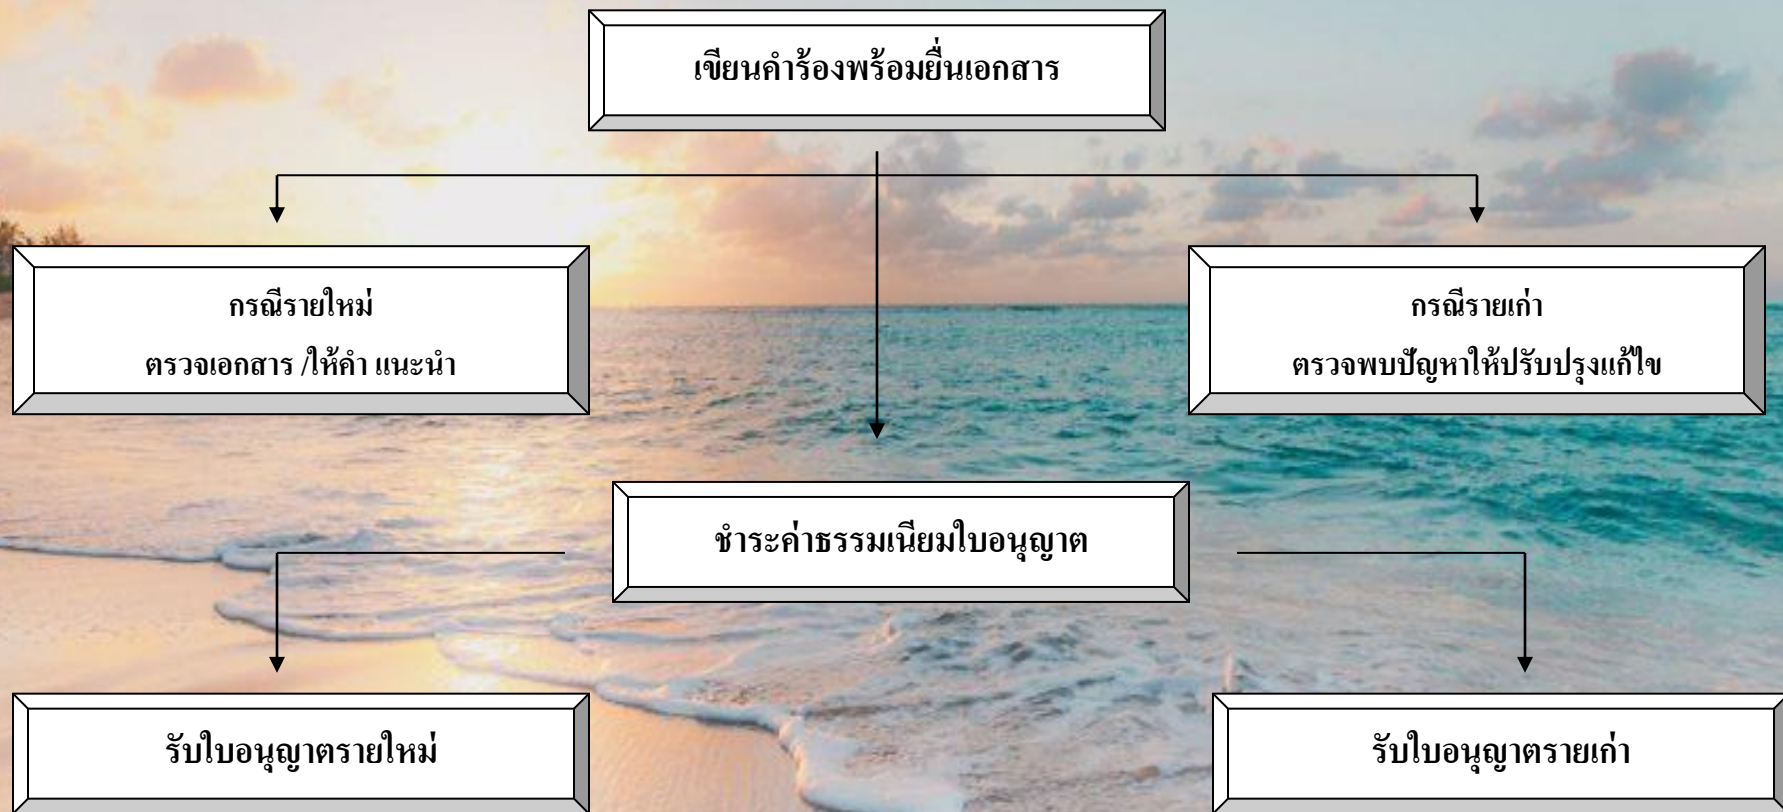 เขียนคำร้องพร้อมยื่นเอกสาร
กรณีรายใหม่
ตรวจเอกสาร /ให้คำ แนะนำ
กรณีรายเก่า
ตรวจพบปัญหาให้ปรับปรุงแก้ไข
ชำระค่าธรรมเนียมใบอนุญาต
รับใบอนุญาตรายใหม่
รับใบอนุญาตรายเก่า